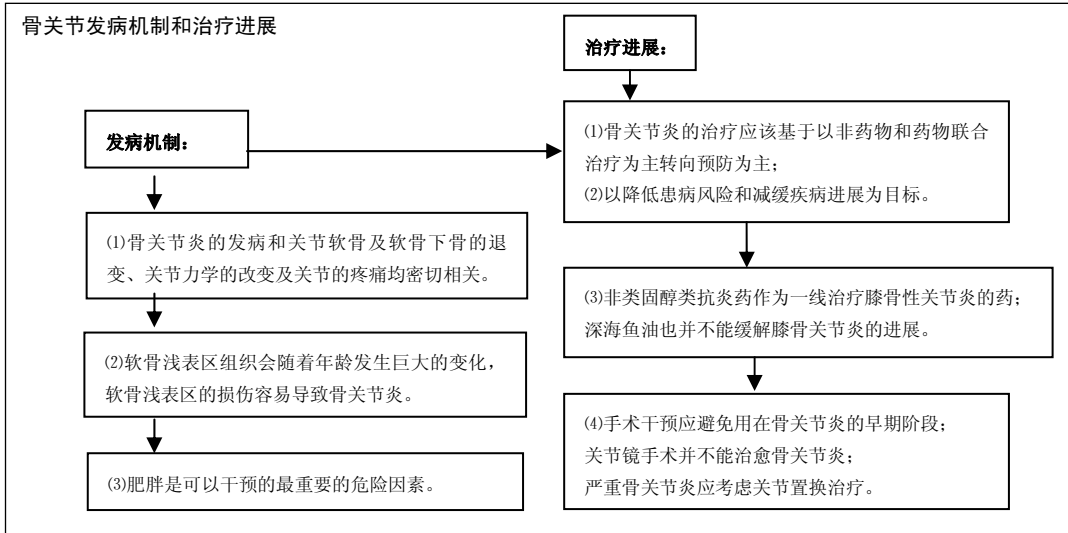 骨关节发病机制和治疗进展
发病机制：
⑴骨关节炎的发病和关节软骨及软骨下骨的退
变、关节力学的改变及关节的疼痛均密切相关。
⑵软骨浅表区组织会随着年龄发生巨大的变化，
软骨浅表区的损伤容易导致骨关节炎。
⑶肥胖是可以干预的最重要的危险因素。
治疗进展：
⑴骨关节炎的治疗应该基于以非药物和药物联合
治疗为主转向预防为主；
⑵以降低患病风险和减缓疾病进展为目标。
⑶非类固醇类抗炎药作为一线治疗膝骨性关节炎的药；
深海鱼油也并不能缓解膝骨关节炎的进展。
⑷手术干预应避免用在骨关节炎的早期阶段；
关节镜手术并不能治愈骨关节炎；
严重骨关节炎应考虑关节置换治疗。